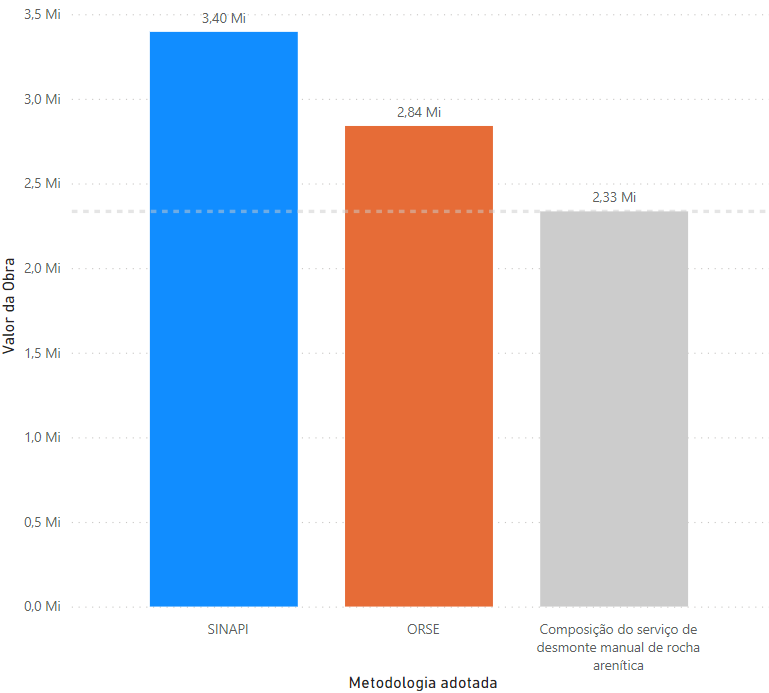 3,5 Mi
3,40 Mi
3,0 Mi
2,84 Mi
2,5 Mi
2,33 Mi
2,0 Mi
1,5 Mi
1,0 Mi
0,5 Mi
0,0 Mi
Valor da Obra
SINAPI
ORSE
Composição do serviço de
desmonte manual de rocha
arenítica
Metodologia adotada